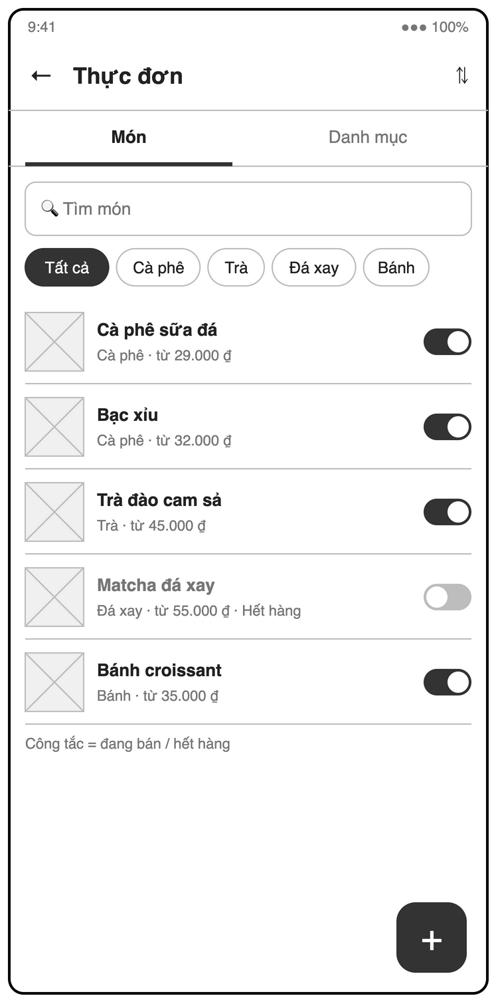 9:41 ●●● 100%
← Thực đơn ⇅
Món Danh mục
🔍 Tìm món
Tất cả Cà phê Trà Đá xay Bánh
Cà phê sữa đá
Cà phê · từ 29.000 ₫
Bạc xỉu
Cà phê · từ 32.000 ₫
Trà đào cam sả
Trà · từ 45.000 ₫
Matcha đá xay
Đá xay · từ 55.000 ₫ · Hết hàng
Bánh croissant
Bánh · từ 35.000 ₫
Công tắc = đang bán / hết hàng
+